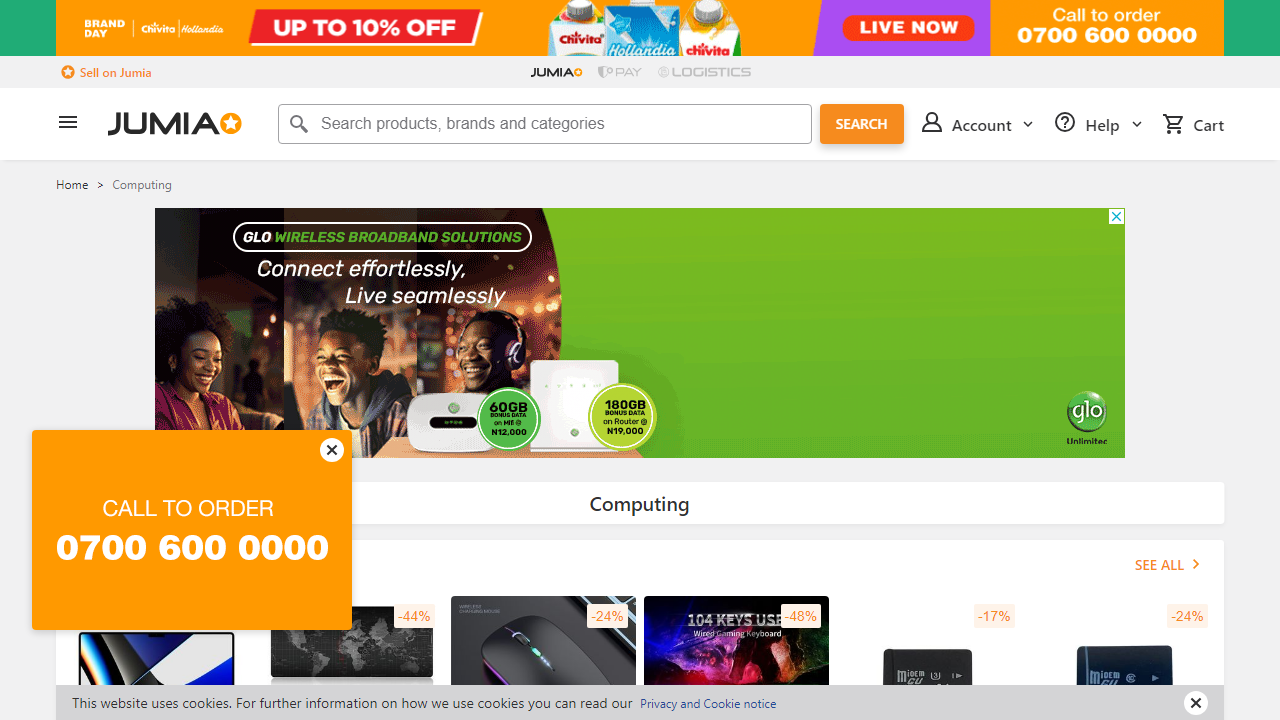 BRAND DAY
Chivita | Hollandia
UP TO 10% OFF
Chivita
Hollandia
chivita
LIVE NOW
Call to order
0700 600 0000
Sell on Jumia
JUMIA
PAY
LOGISTICS
JUMIA
Search products, brands and categories
SEARCH
Account
Help
Cart
Home > Computing
GLO WIRELESS BROADBAND SOLUTIONS
Connect effortlessly,
Live seamlessly
60GB
BONUS DATA
on Mifi @
N12,000
180GB
BONUS DATA
on Router @
N19,000
glo
Unlimited
CALL TO ORDER
0700 600 0000
Computing
SEE ALL
-44%
WIRELESS
CHARGING MOUSE
-24%
104 KEYS USB
Wired Gaming Keyboard
-48%
-17%
-24%
This website uses cookies. For further information on how we use cookies you can read our Privacy and Cookie notice